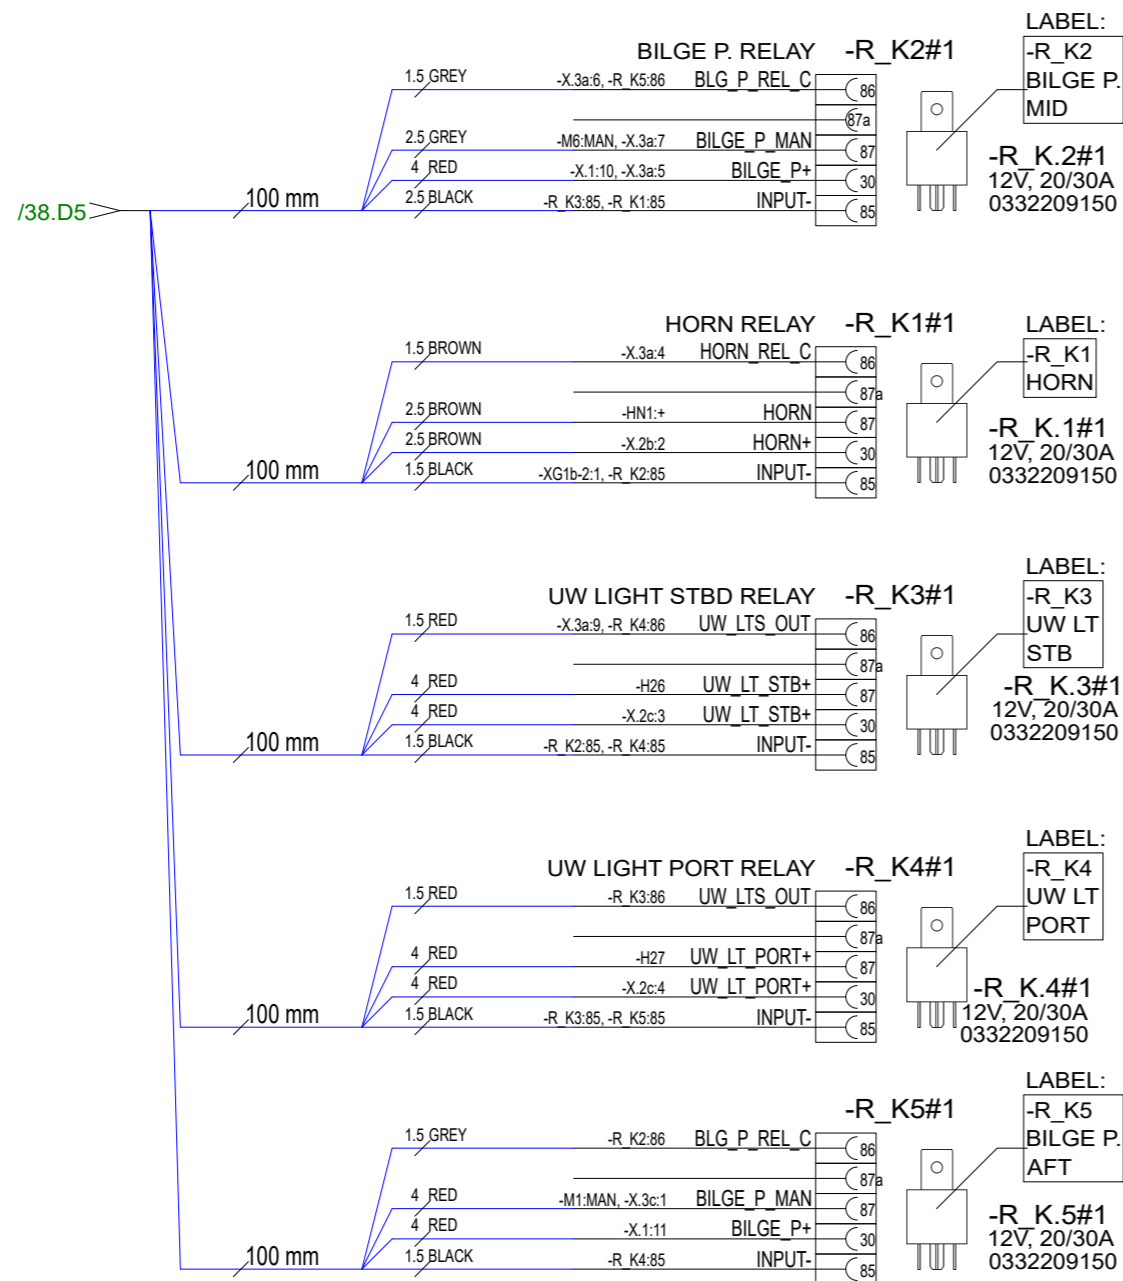 /38.D5
BILGE P. RELAY -R_K2#1
LABEL:
-R_K2
BILGE P.
MID
1.5 GREY -X.3a:6, -R_K5:86 BLG_P_REL_C 86
87a
2.5 GREY -M6:MAN, -X.3a:7 BILGE_P_MAN 87
4 RED -X.1:10, -X.3a:5 BILGE_P+ 30
100 mm 2.5 BLACK -R_K3:85, -R_K1:85 INPUT- 85
-R_K.2#1
12V, 20/30A
0332209150
HORN RELAY -R_K1#1
LABEL:
-R_K1
HORN
1.5 BROWN -X.3a:4 HORN_REL_C 86
87a
2.5 BROWN -HN1:+ HORN 87
2.5 BROWN -X.2b:2 HORN+ 30
100 mm 1.5 BLACK -XG1b-2:1, -R_K2:85 INPUT- 85
-R_K.1#1
12V, 20/30A
0332209150
UW LIGHT STBD RELAY -R_K3#1
LABEL:
-R_K3
UW LT
STB
1.5 RED -X.3a:9, -R_K4:86 UW_LTS_OUT 86
87a
4 RED -H26 UW_LT_STB+ 87
4 RED -X.2c:3 UW_LT_STB+ 30
100 mm 1.5 BLACK -R_K2:85, -R_K4:85 INPUT- 85
-R_K.3#1
12V, 20/30A
0332209150
UW LIGHT PORT RELAY -R_K4#1
LABEL:
-R_K4
UW LT
PORT
1.5 RED -R_K3:86 UW_LTS_OUT 86
87a
4 RED -H27 UW_LT_PORT+ 87
4 RED -X.2c:4 UW_LT_PORT+ 30
100 mm 1.5 BLACK -R_K3:85, -R_K5:85 INPUT- 85
-R_K.4#1
12V, 20/30A
0332209150
-R_K5#1
LABEL:
-R_K5
BILGE P.
AFT
1.5 GREY -R_K2:86 BLG_P_REL_C 86
87a
4 RED -M1:MAN, -X.3c:1 BILGE_P_MAN 87
4 RED -X.1:11 BILGE_P+ 30
100 mm 1.5 BLACK -R_K4:85 INPUT- 85
-R_K.5#1
12V, 20/30A
0332209150